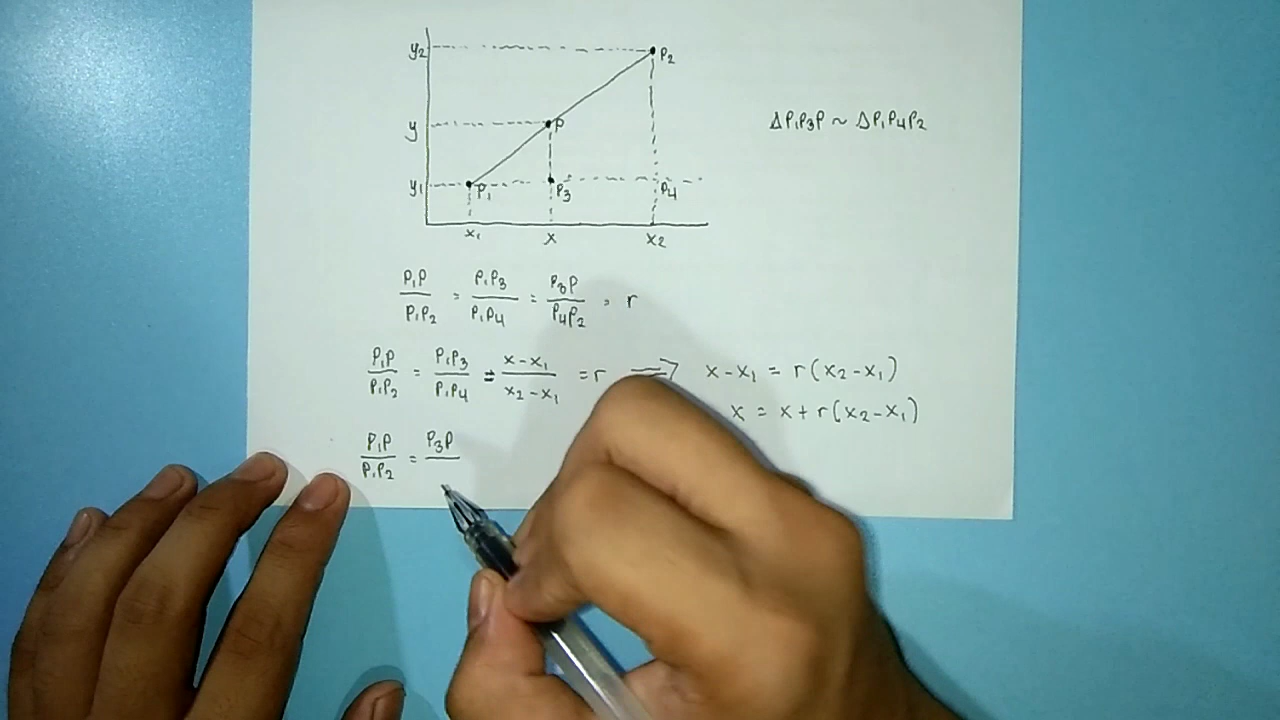 y₂ P₂
y P
y₁ P₁ P₃ P₄
x₁ x x₂
ΔP₁P₃P ~ ΔP₁P₄P₂
P₁P/P₁P₂ = P₁P₃/P₁P₄ = P₃P/P₄P₂ = r
P₁P/P₁P₂ = P₁P₃/P₁P₄ = x-x₁/x₂-x₁ = r ⟹ x-x₁ = r(x₂-x₁)
x = x+r(x₂-x₁)
P₁P/P₁P₂ = P₃P/